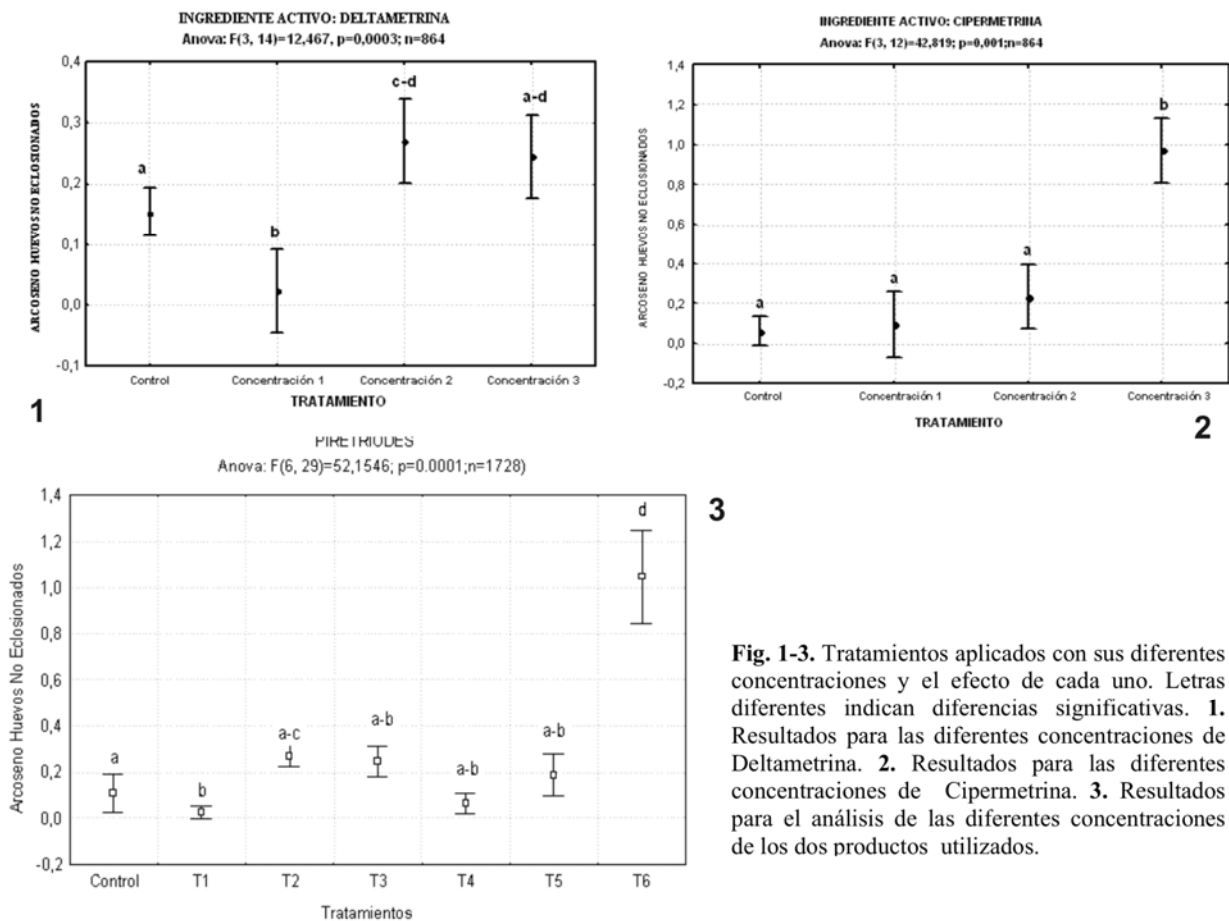 INGREDIENTE ACTIVO: DELTAMETRINA
Anova: F(3, 14)=12,467, p=0,0003; n=864
ARCOSENO HUEVOS NO ECLOSIONADOS
0,4
0,3
0,2
0,1
0,0
-0,1
a
b
c-d
a-d
Control
Concentración 1
Concentración 2
Concentración 3
TRATAMIENTO
1
INGREDIENTE ACTIVO: CIPERMETRINA
Anova: F(3, 12)=42,819; p=0,001;n=864
ARCOSENO HUEVOS NO ECLOSIONADOS
1,4
1,2
1,0
0,8
0,6
0,4
0,2
0,0
-0,2
a
a
a
b
Control
Concentración 1
Concentración 2
Concentración 3
TRATAMIENTO
2
PIRETRIODES
Anova: F(6, 29)=52,1546; p=0.0001;n=1728)
Arcoseno Huevos No Eclosionados
1,4
1,2
1,0
0,8
0,6
0,4
0,2
0,0
-0,2
a
b
a-c
a-b
a-b
a-b
d
Control
T1
T2
T3
T4
T5
T6
Tratamientos
3
Fig. 1-3. Tratamientos aplicados con sus diferentes
concentraciones y el efecto de cada uno. Letras
diferentes indican diferencias significativas. 1.
Resultados para las diferentes concentraciones de
Deltametrina. 2. Resultados para las diferentes
concentraciones de Cipermetrina. 3. Resultados
para el análisis de las diferentes concentraciones
de los dos productos utilizados.